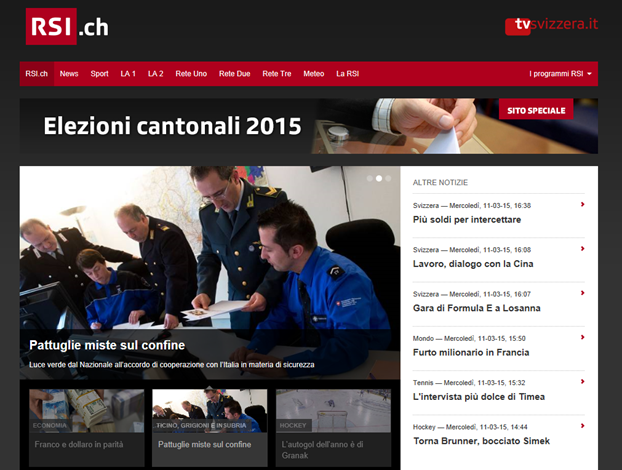 RSI.ch
tvsvizzera.it
RSI.ch News Sport LA 1 LA 2 Rete Uno Rete Due Rete Tre Meteo La RSI I programmi RSI
Elezioni cantonali 2015
SITO SPECIALE
Pattuglie miste sul confine
Luce verde dal Nazionale all'accordo di cooperazione con l'Italia in materia di sicurezza
ECONOMIA
Franco e dollaro in parità
TICINO, GRIGIONI E INSUBRIA
Pattuglie miste sul confine
HOCKEY
L'autogol dell'anno è di
Granak
ALTRE NOTIZIE
Svizzera — Mercoledì, 11-03-15, 16:38
Più soldi per intercettare
Svizzera — Mercoledì, 11-03-15, 16:08
Lavoro, dialogo con la Cina
Svizzera — Mercoledì, 11-03-15, 16:07
Gara di Formula E a Losanna
Mondo — Mercoledì, 11-03-15, 15:50
Furto milionario in Francia
Tennis — Mercoledì, 11-03-15, 15:32
L'intervista più dolce di Timea
Hockey — Mercoledì, 11-03-15, 14:44
Torna Brunner, bocciato Simek